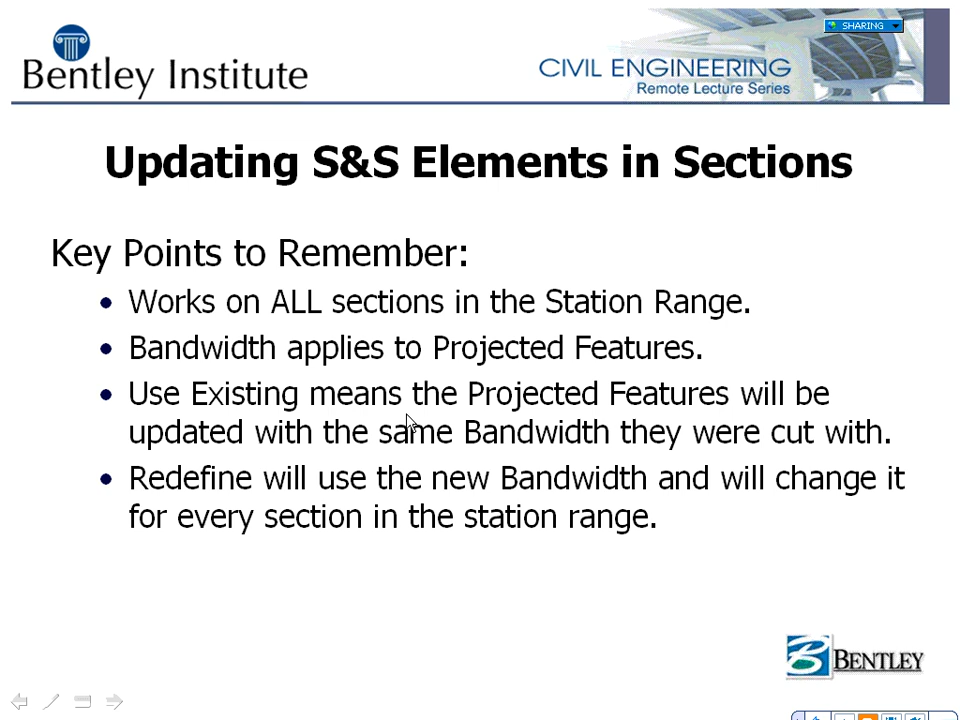 SHARING
Bentley Institute
CIVIL ENGINEERING
Remote Lecture Series
Updating S&S Elements in Sections
Key Points to Remember:
• Works on ALL sections in the Station Range.
• Bandwidth applies to Projected Features.
• Use Existing means the Projected Features will be
updated with the same Bandwidth they were cut with.
• Redefine will use the new Bandwidth and will change it
for every section in the station range.
B BENTLEY